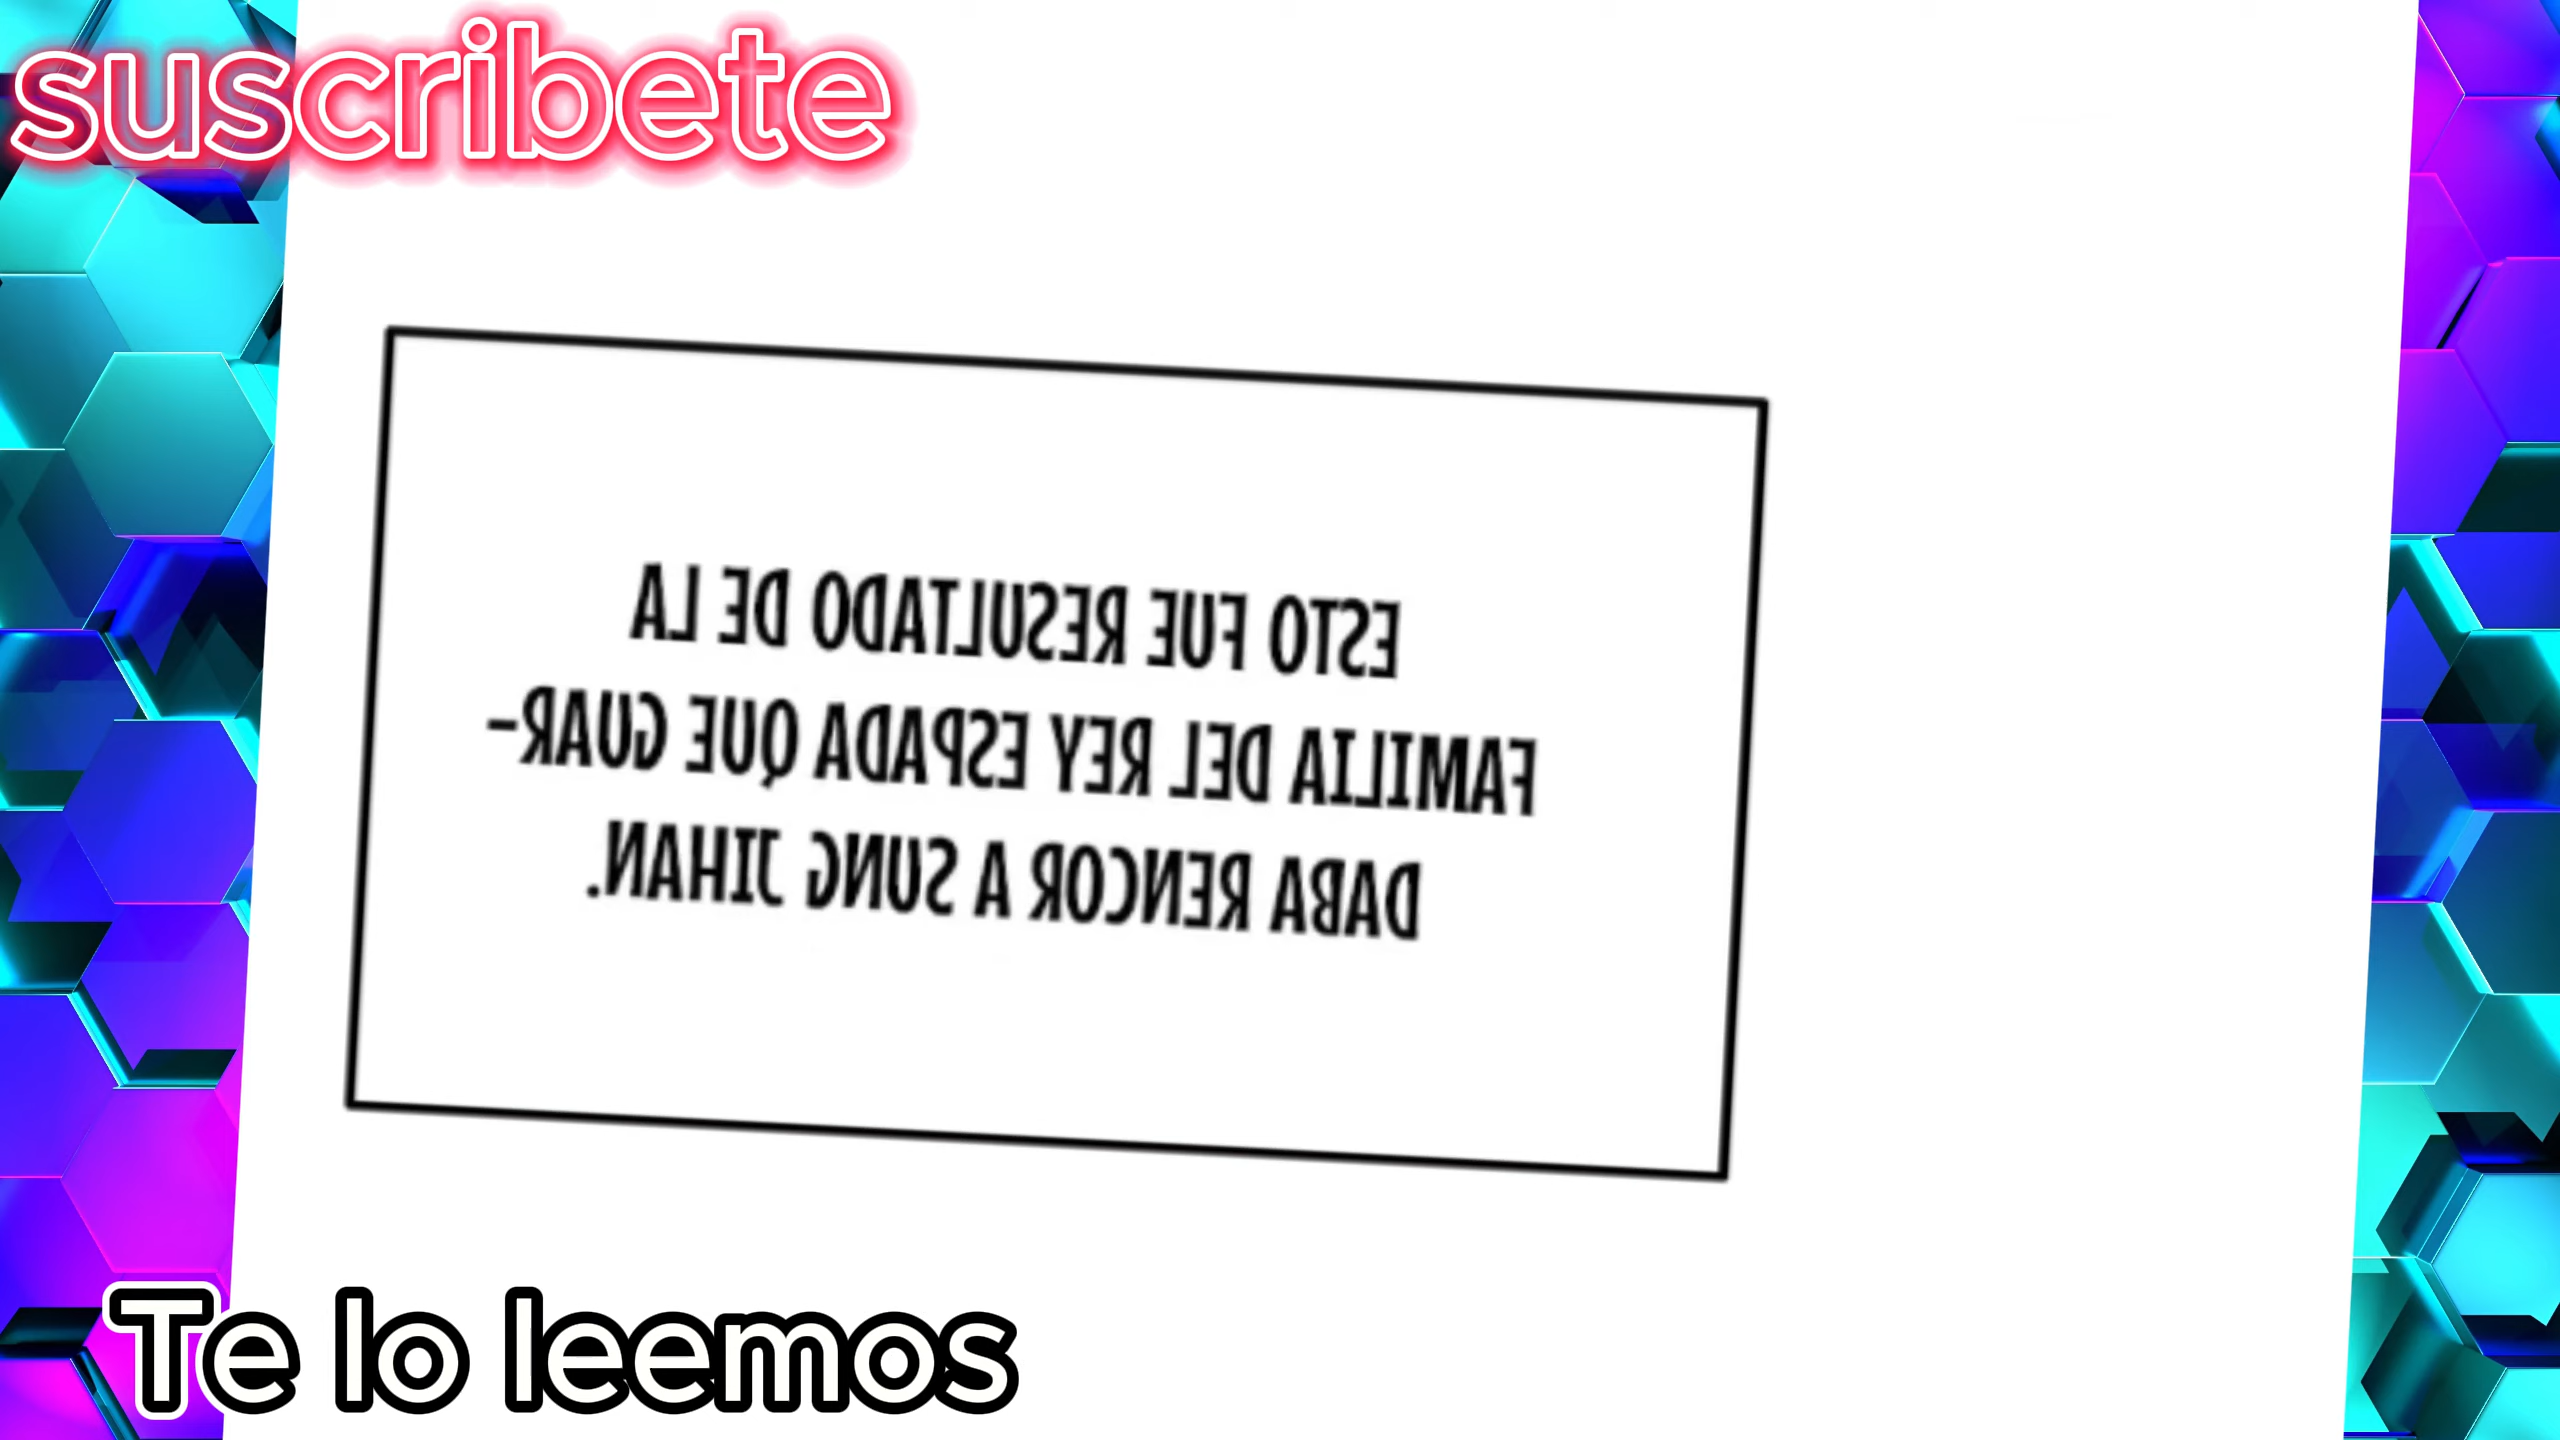 suscribete
ESTO FUE RESULTADO DE LA
FAMILIA DEL REY ESPADA QUE GUAR-
DABA RENCOR A SUNG JIHAN.
Te lo leemos